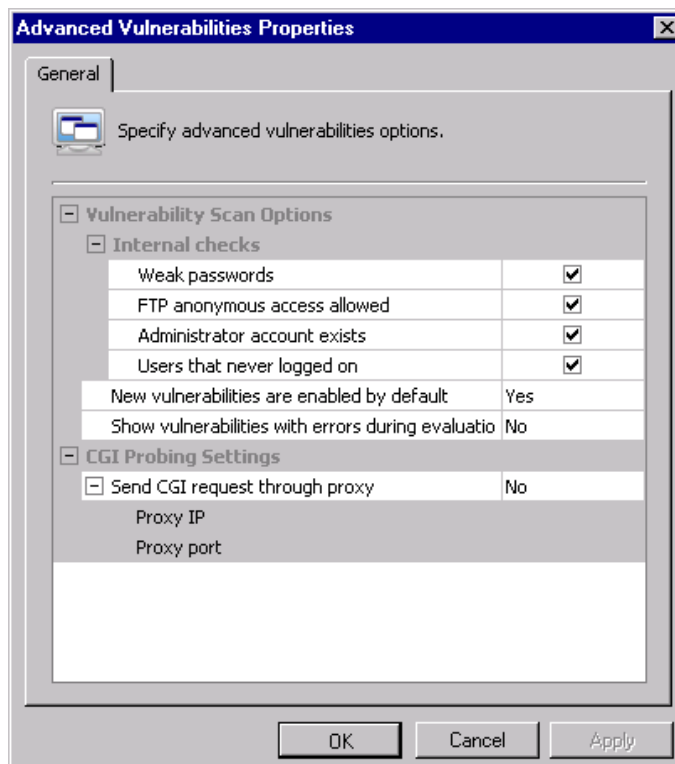 Advanced Vulnerabilities Properties
General
Specify advanced vulnerabilities options.
Vulnerability Scan Options
Internal checks
Weak passwords
FTP anonymous access allowed
Administrator account exists
Users that never logged on
New vulnerabilities are enabled by default Yes
Show vulnerabilities with errors during evaluatio No
CGI Probing Settings
Send CGI request through proxy No
Proxy IP
Proxy port
OK Cancel Apply